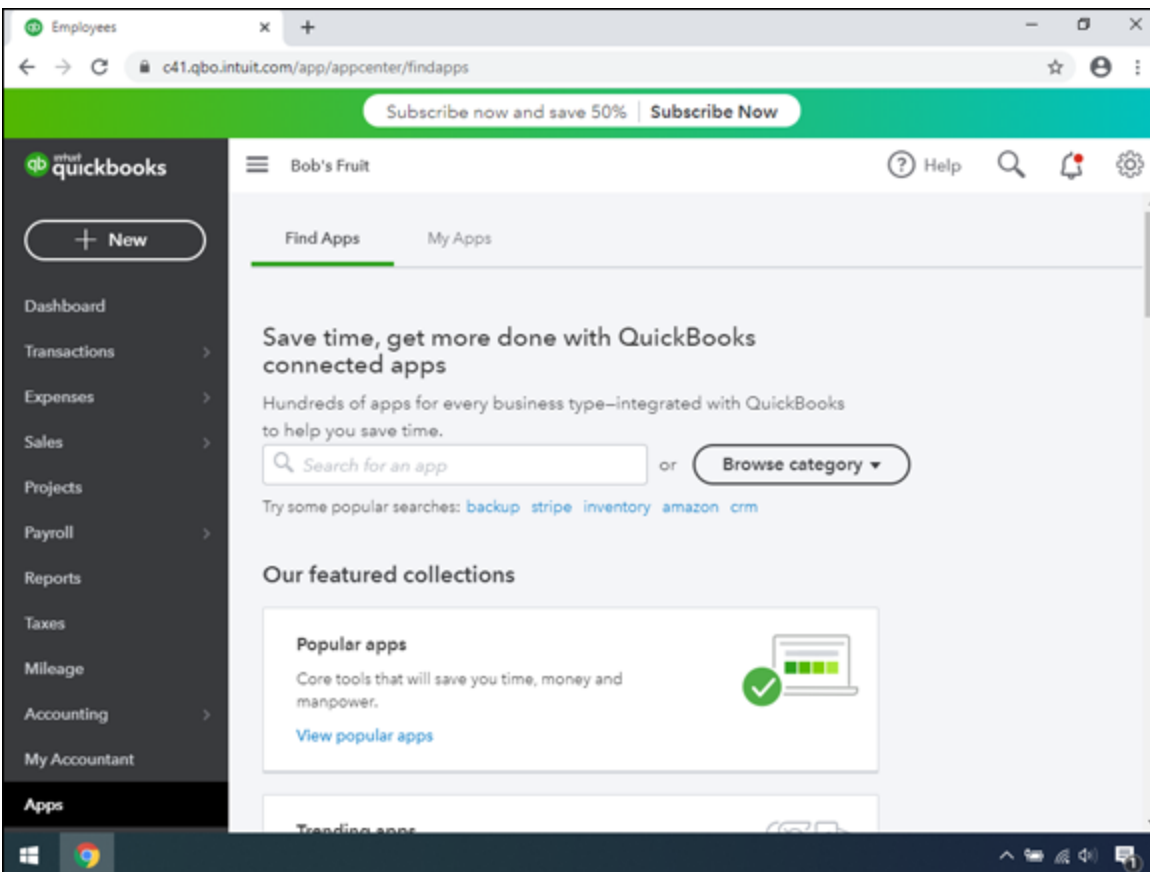 Employees
c41.qbo.intuit.com/app/appcenter/findapps
Subscribe now and save 50% Subscribe Now
qb intuit quickbooks
Bob's Fruit
Help
New
Find Apps My Apps
Dashboard
Transactions
Expenses
Sales
Projects
Payroll
Reports
Taxes
Mileage
Accounting
My Accountant
Apps
Save time, get more done with QuickBooks
connected apps
Hundreds of apps for every business type—integrated with QuickBooks
to help you save time.
Search for an app or Browse category
Try some popular searches: backup stripe inventory amazon crm
Our featured collections
Popular apps
Core tools that will save you time, money and
manpower.
View popular apps
Trending apps
1